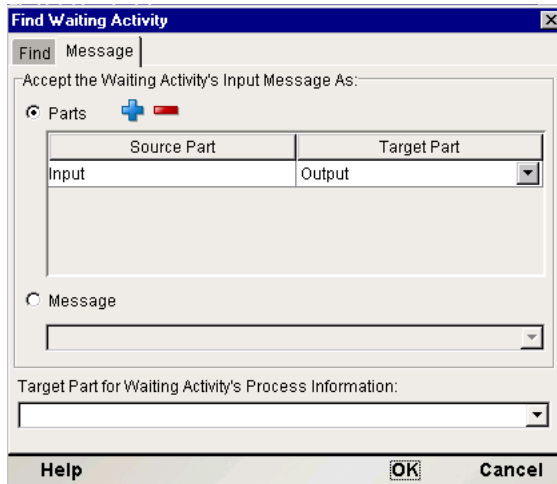 Find Waiting Activity
Find Message
Accept the Waiting Activity's Input Message As:
Parts
Source Part Target Part
Input Output
Message
Target Part for Waiting Activity's Process Information:
Help OK Cancel